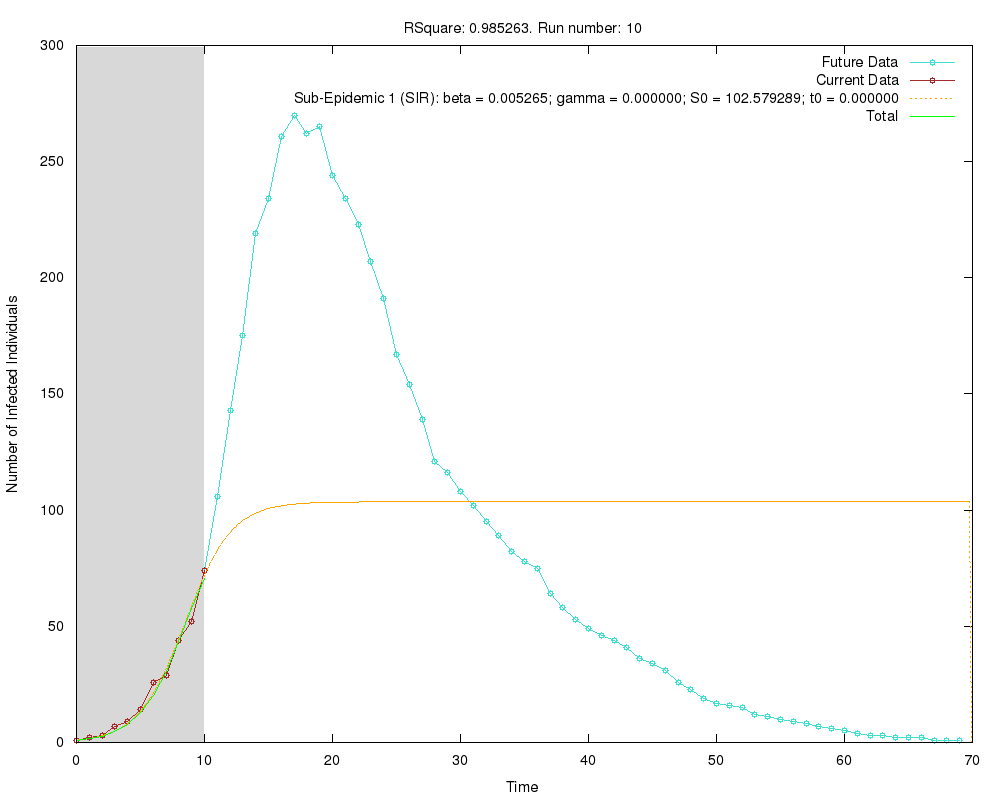 RSquare: 0.985263. Run number: 10
300
250
200
150
100
50
0
Number of Infected Individuals
Future Data
Current Data
Sub-Epidemic 1 (SIR): beta = 0.005265; gamma = 0.000000; S0 = 102.579289; t0 = 0.000000
Total
0 10 20 30 40 50 60 70
Time